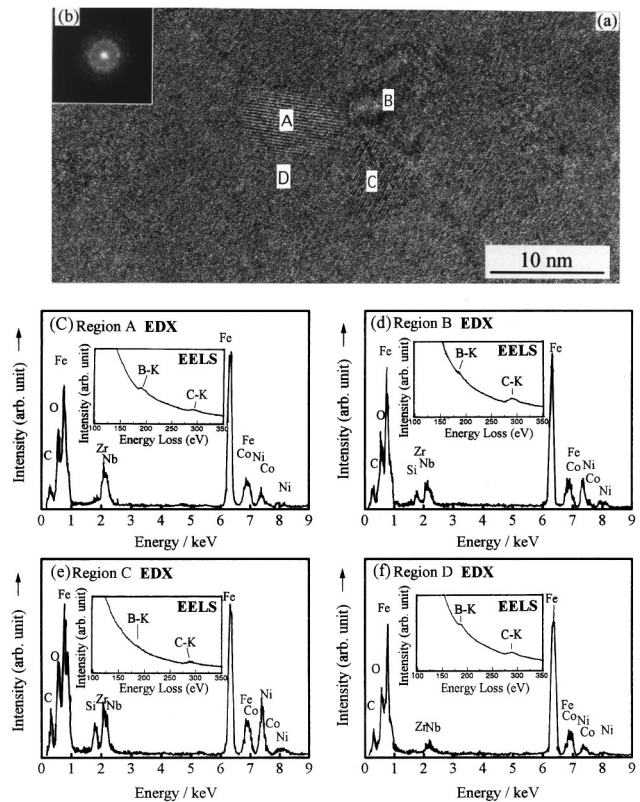 (b)
(a)
A
B
D
C
10 nm
(C) Region A EDX
Intensity (arb. unit)
Fe
O
C
Zr
Nb
Fe
Fe
Co
Ni
Co
Ni
EELS
B-K
C-K
Intensity (arb. unit)
100 150 200 250 300 350
Energy Loss (eV)
0 1 2 3 4 5 6 7 8 9
Energy / keV
(d) Region B EDX
Intensity (arb. unit)
Fe
O
C
Si
Zr
Nb
Fe
Fe
Co
Ni
Co
Ni
EELS
B-K
C-K
Intensity (arb. unit)
100 150 200 250 300 350
Energy Loss (eV)
0 1 2 3 4 5 6 7 8 9
Energy / keV
(e) Region C EDX
Intensity (arb. unit)
Fe
O
C
Si
Zr
Nb
Fe
Fe
Co
Ni
Co
Ni
EELS
B-K
C-K
Intensity (arb. unit)
100 150 200 250 300 350
Energy Loss (eV)
0 1 2 3 4 5 6 7 8 9
Energy / keV
(f) Region D EDX
Intensity (arb. unit)
Fe
O
C
ZrNb
Fe
Fe
Co
Ni
Co
Ni
EELS
B-K
C-K
Intensity (arb. unit)
100 150 200 250 300 350
Energy Loss (eV)
0 1 2 3 4 5 6 7 8 9
Energy / keV